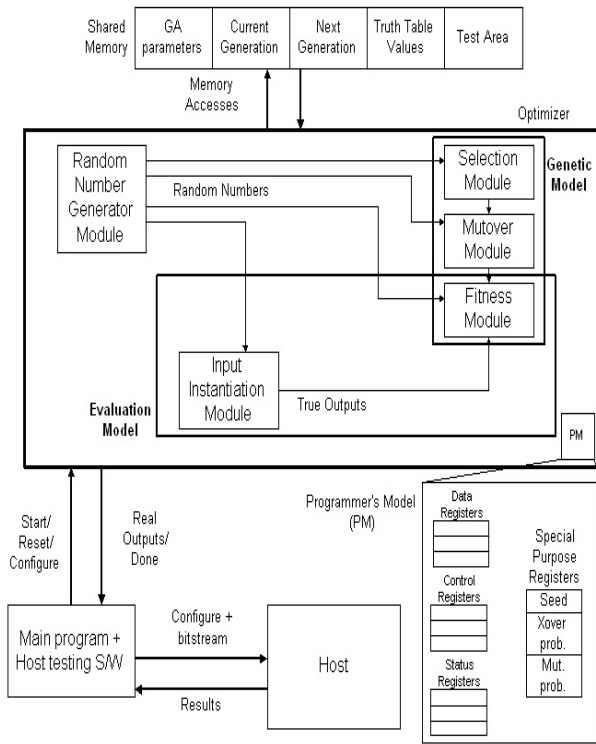 Shared
Memory
GA
parameters
Current
Generation
Next
Generation
Truth Table
Values
Test Area
Memory
Accesses
Optimizer
Random
Number
Generator
Module
Random Numbers
Selection
Module
Genetic
Model
Mutover
Module
Fitness
Module
Input
Instantiation
Module
True Outputs
Evaluation
Model
PM
Start/
Reset/
Configure
Real
Outputs/
Done
Programmer's Model
(PM)
Data
Registers
Control
Registers
Status
Registers
Special
Purpose
Registers
Seed
Xover
prob.
Mut.
prob.
Main program +
Host testing S/W
Configure +
bitstream
Results
Host